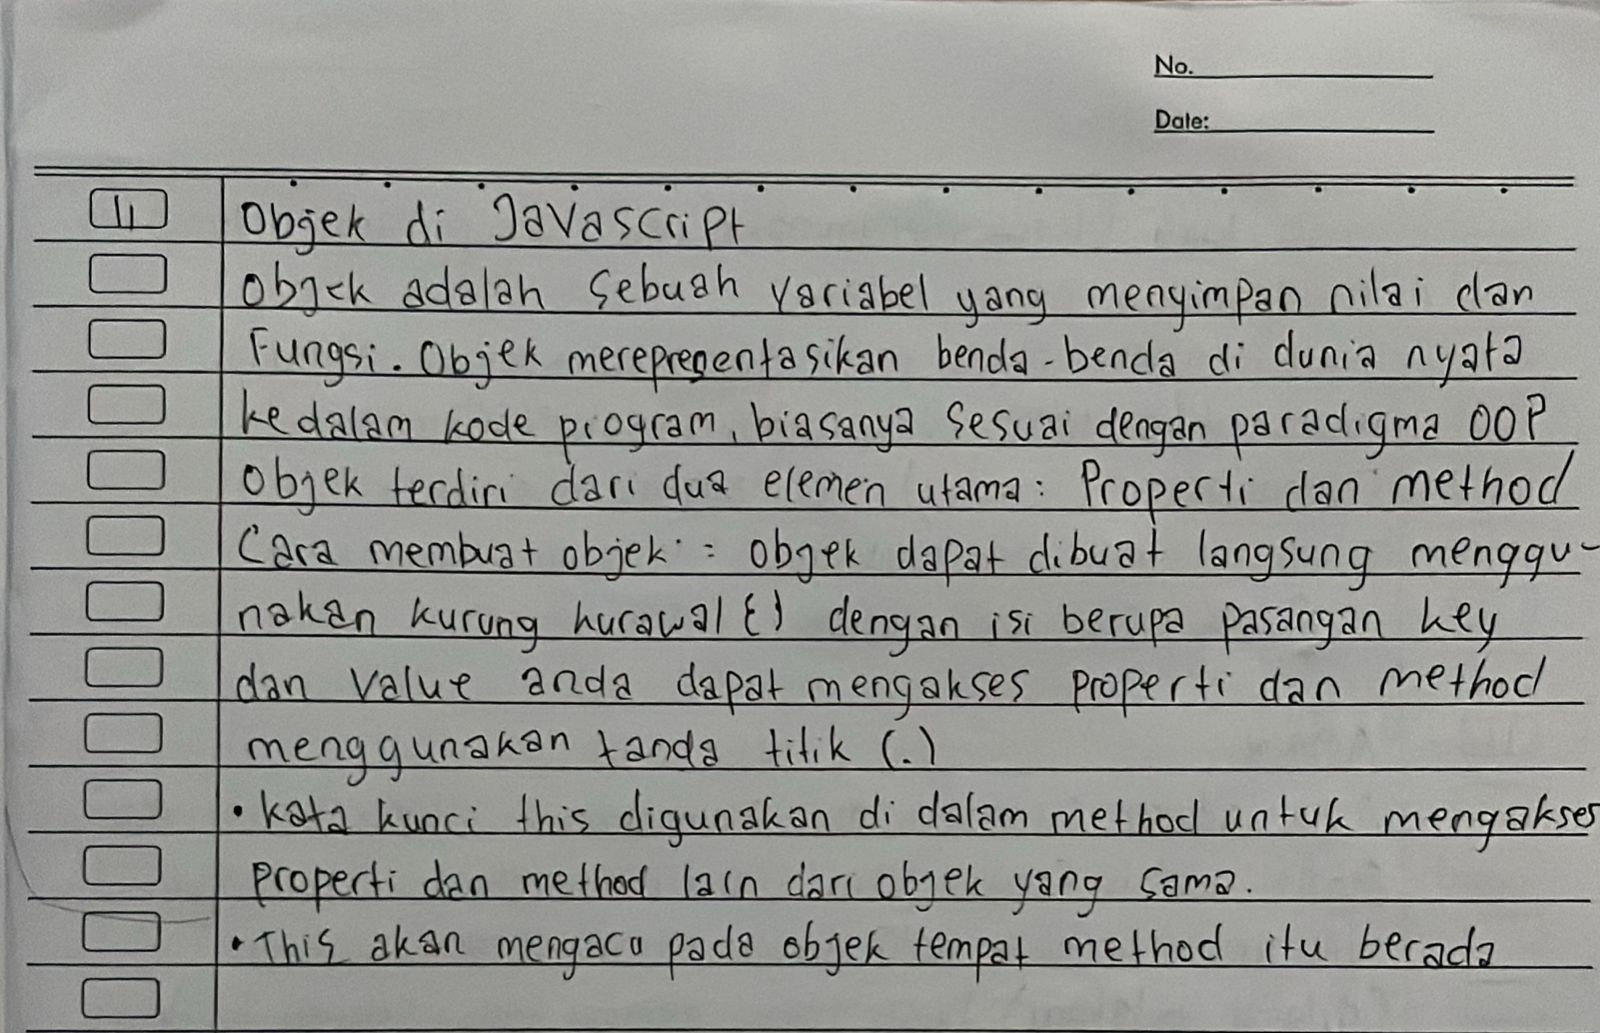 No.
Date:
11 Objek di Javascript
Objek adalah sebuah variabel yang menyimpan nilai dan
Fungsi. Objek merepresentasikan benda-benda di dunia nyata
kedalam kode program, biasanya sesuai dengan paradigma OOP
Objek terdiri dari dua elemen utama: Properti dan method
Cara membuat objek : objek dapat dibuat langsung menggu-
nakan kurung kurawal {} dengan isi berupa pasangan key
dan value anda dapat mengakses properti dan method
menggunakan tanda titik (.)
• kata kunci this digunakan di dalam method untuk mengakses
properti dan method lain dari objek yang sama.
• This akan mengacu pada objek tempat method itu berada